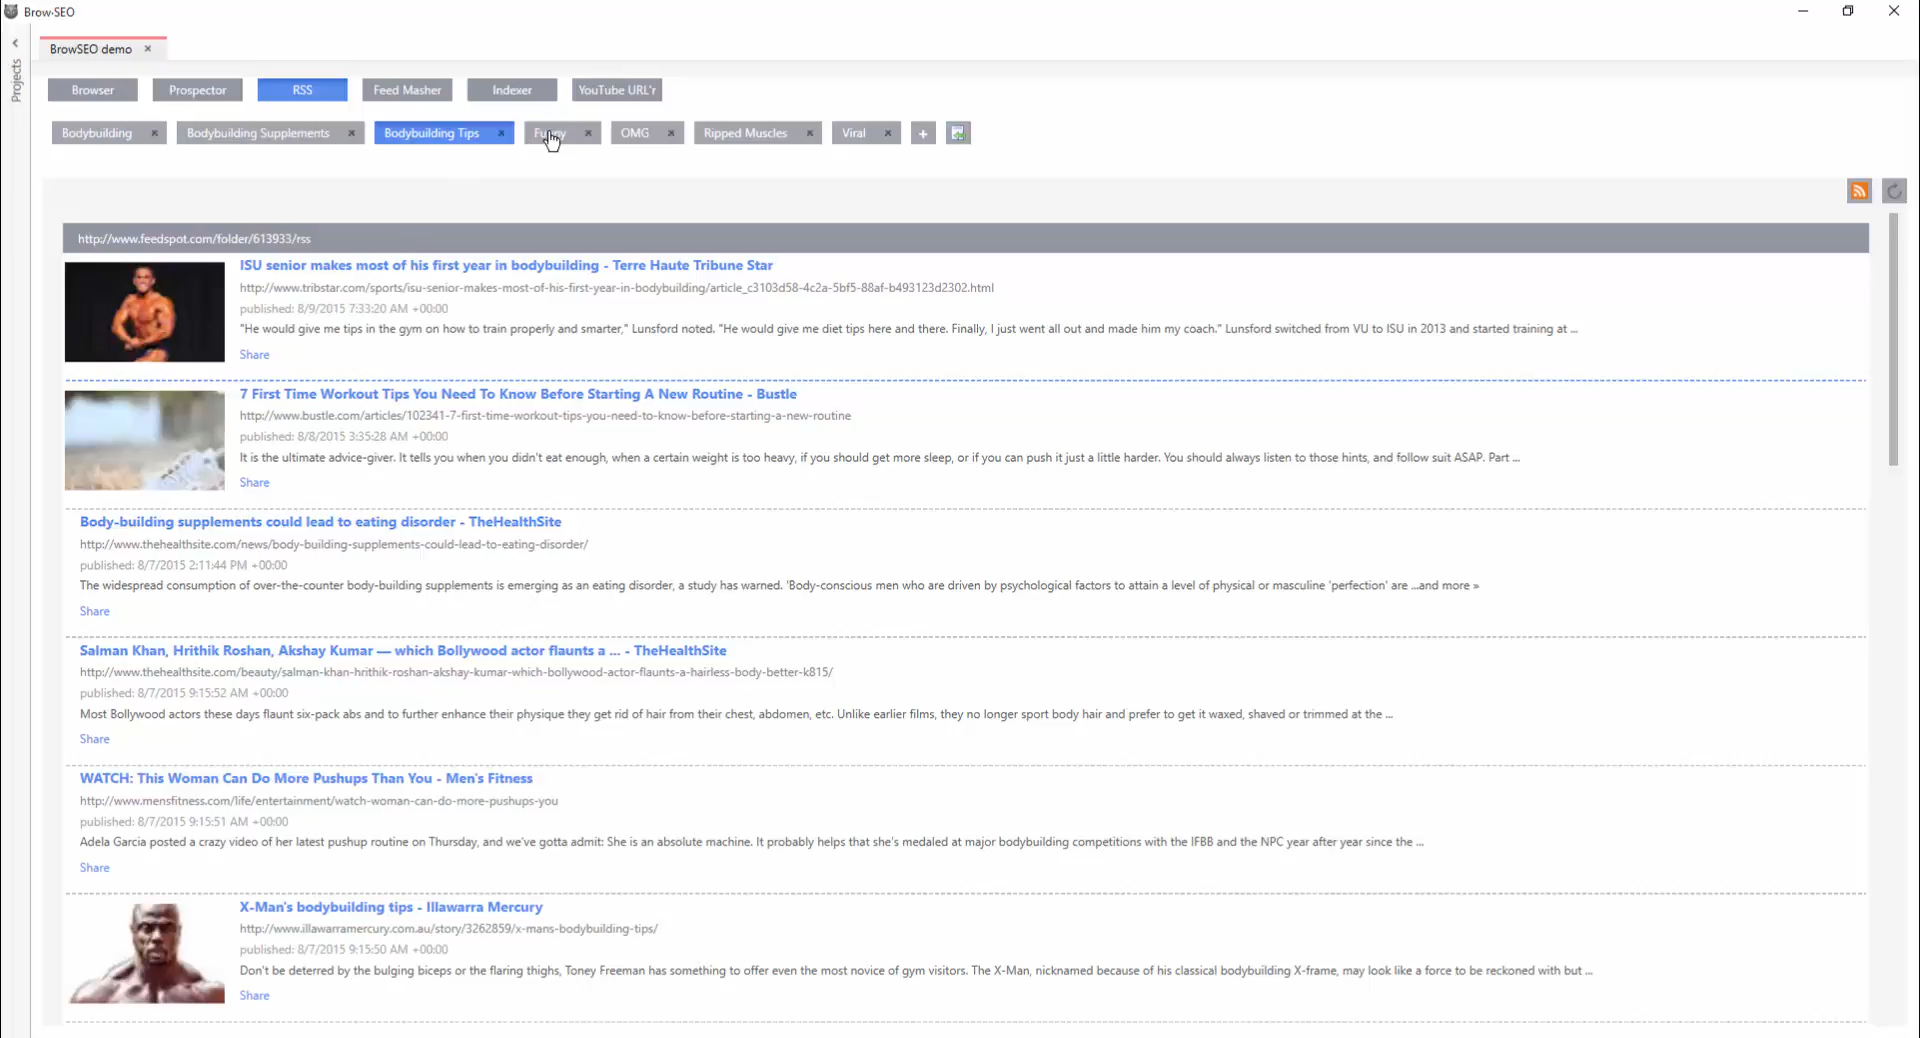 Brow·SEO
Projects
BrowSEO demo
Browser Prospector RSS Feed Masher Indexer YouTube URL'r
Bodybuilding Bodybuilding Supplements Bodybuilding Tips OMG Ripped Muscles Viral +
http://www.feedspot.com/folder/613933/rss
ISU senior makes most of his first year in bodybuilding - Terre Haute Tribune Star
http://www.tribstar.com/sports/isu-senior-makes-most-of-his-first-year-in-bodybuilding/article_c3103d58-4c2a-5bf5-88af-b493123d2302.html
published: 8/9/2015 7:33:20 AM +00:00
"He would give me tips in the gym on how to train properly and smarter," Lunsford noted. "He would give me diet tips here and there. Finally, I just went all out and made him my coach." Lunsford switched from VU to ISU in 2013 and started training at ...
Share
7 First Time Workout Tips You Need To Know Before Starting A New Routine - Bustle
http://www.bustle.com/articles/102341-7-first-time-workout-tips-you-need-to-know-before-starting-a-new-routine
published: 8/8/2015 3:35:28 AM +00:00
It is the ultimate advice-giver. It tells you when you didn't eat enough, when a certain weight is too heavy, if you should get more sleep, or if you can push it just a little harder. You should always listen to those hints, and follow suit ASAP. Part ...
Share
Body-building supplements could lead to eating disorder - TheHealthSite
http://www.thehealthsite.com/news/body-building-supplements-could-lead-to-eating-disorder/
published: 8/7/2015 2:11:44 PM +00:00
The widespread consumption of over-the-counter body-building supplements is emerging as an eating disorder, a study has warned. 'Body-conscious men who are driven by psychological factors to attain a level of physical or masculine 'perfection' are ...and more »
Share
Salman Khan, Hrithik Roshan, Akshay Kumar — which Bollywood actor flaunts a ... - TheHealthSite
http://www.thehealthsite.com/beauty/salman-khan-hrithik-roshan-akshay-kumar-which-bollywood-actor-flaunts-a-hairless-body-better-k815/
published: 8/7/2015 9:15:52 AM +00:00
Most Bollywood actors these days flaunt six-pack abs and to further enhance their physique they get rid of hair from their chest, abdomen, etc. Unlike earlier films, they no longer sport body hair and prefer to get it waxed, shaved or trimmed at the ...
Share
WATCH: This Woman Can Do More Pushups Than You - Men's Fitness
http://www.mensfitness.com/life/entertainment/watch-woman-can-do-more-pushups-you
published: 8/7/2015 9:15:51 AM +00:00
Adela Garcia posted a crazy video of her latest pushup routine on Thursday, and we've gotta admit: She is an absolute machine. It probably helps that she's medaled at major bodybuilding competitions with the IFBB and the NPC year after year since the ...
Share
X-Man's bodybuilding tips - Illawarra Mercury
http://www.illawarramercury.com.au/story/3262859/x-mans-bodybuilding-tips/
published: 8/7/2015 9:15:50 AM +00:00
Don't be deterred by the bulging biceps or the flaring thighs, Toney Freeman has something to offer even the most novice of gym visitors. The X-Man, nicknamed because of his classical bodybuilding X-frame, may look like a force to be reckoned with but ...
Share